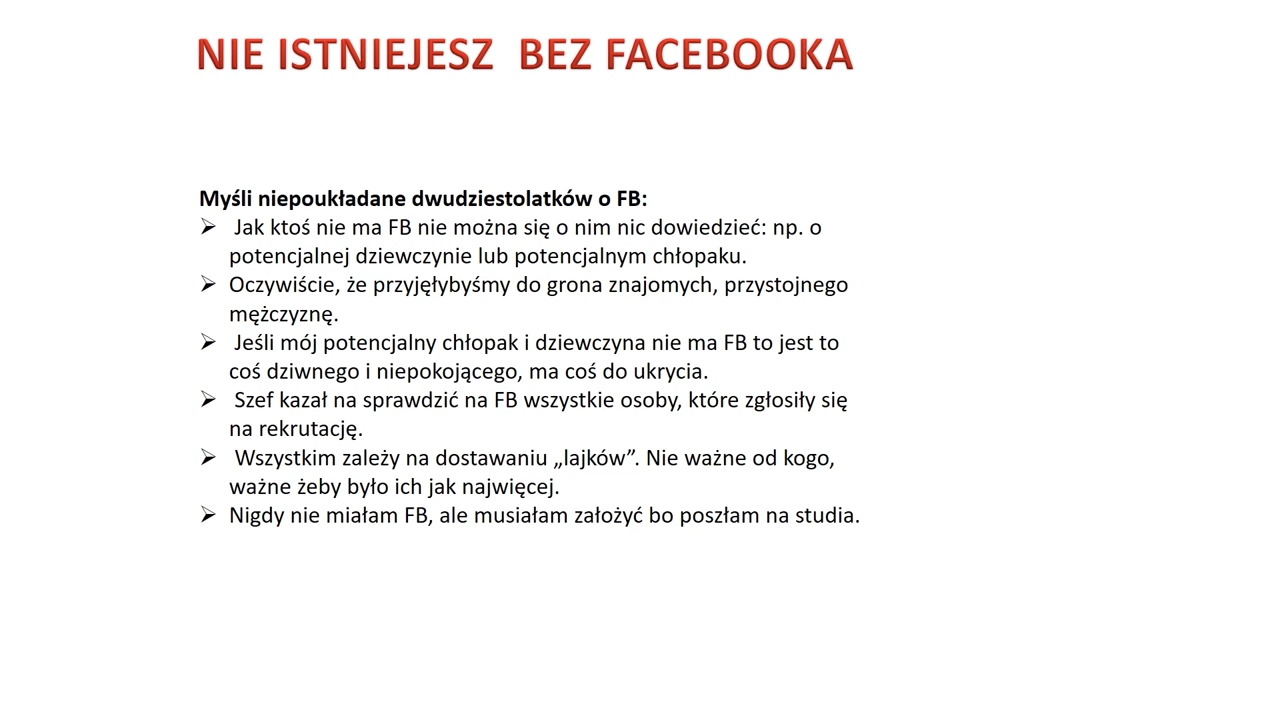 NIE ISTNIEJESZ  BEZ FACEBOOKA
Myśli niepoukładane dwudziestolatków o FB:
➢ Jak ktoś nie ma FB nie można się o nim nic dowiedzieć: np. o
potencjalnej dziewczynie lub potencjalnym chłopaku.
➢ Oczywiście, że przyjęłybyśmy do grona znajomych, przystojnego
mężczyznę.
➢ Jeśli mój potencjalny chłopak i dziewczyna nie ma FB to jest to
coś dziwnego i niepokojącego, ma coś do ukrycia.
➢ Szef kazał na sprawdzić na FB wszystkie osoby, które zgłosiły się
na rekrutację.
➢ Wszystkim zależy na dostawaniu „lajków”. Nie ważne od kogo,
ważne żeby było ich jak najwięcej.
➢ Nigdy nie miałam FB, ale musiałam założyć bo poszłam na studia.